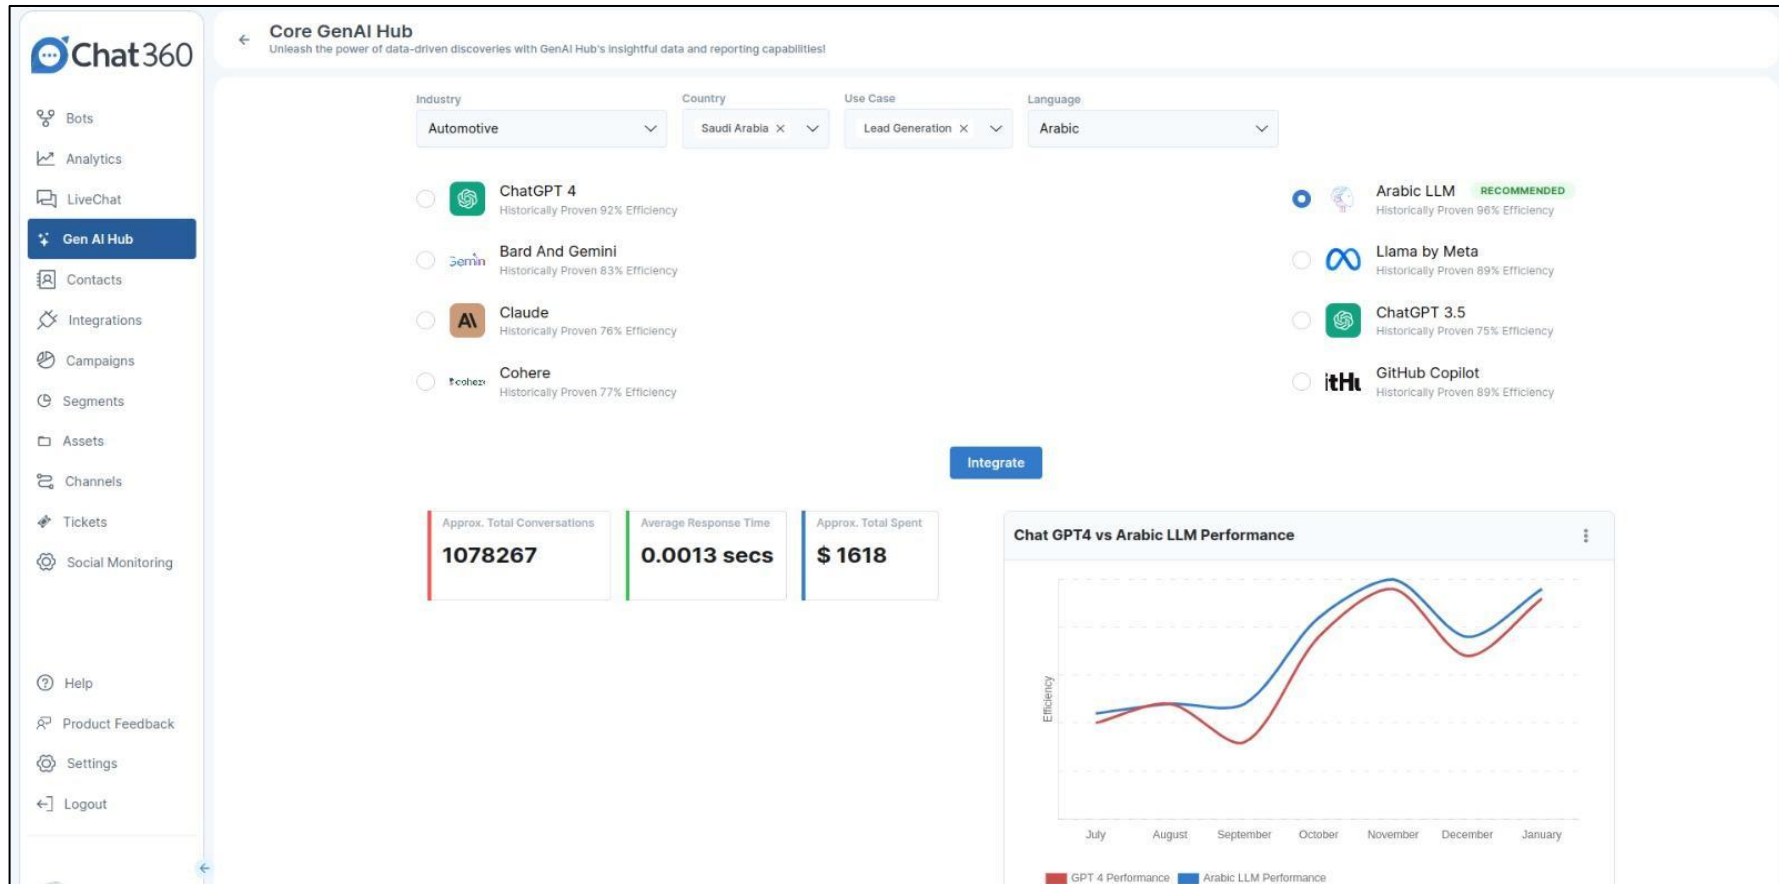 Chat360
Core GenAI Hub
Unleash the power of data-driven discoveries with GenAI Hub's insightful data and reporting capabilities!
Bots
Analytics
LiveChat
Gen AI Hub
Contacts
Integrations
Campaigns
Segments
Assets
Channels
Tickets
Social Monitoring
Help
Product Feedback
Settings
Logout
Industry
Automotive
Country
Saudi Arabia
Use Case
Lead Generation
Language
Arabic
ChatGPT 4
Historically Proven 92% Efficiency
Arabic LLM RECOMMENDED
Historically Proven 96% Efficiency
Gemin
Bard And Gemini
Historically Proven 83% Efficiency
Llama by Meta
Historically Proven 89% Efficiency
Claude
Historically Proven 76% Efficiency
ChatGPT 3.5
Historically Proven 75% Efficiency
cohere
Cohere
Historically Proven 77% Efficiency
itHu
GitHub Copilot
Historically Proven 89% Efficiency
Integrate
Approx. Total Conversations
1078267
Average Response Time
0.0013 secs
Approx. Total Spent
$ 1618
Chat GPT4 vs Arabic LLM Performance
Efficiency
July August September October November December January
GPT 4 Performance Arabic LLM Performance